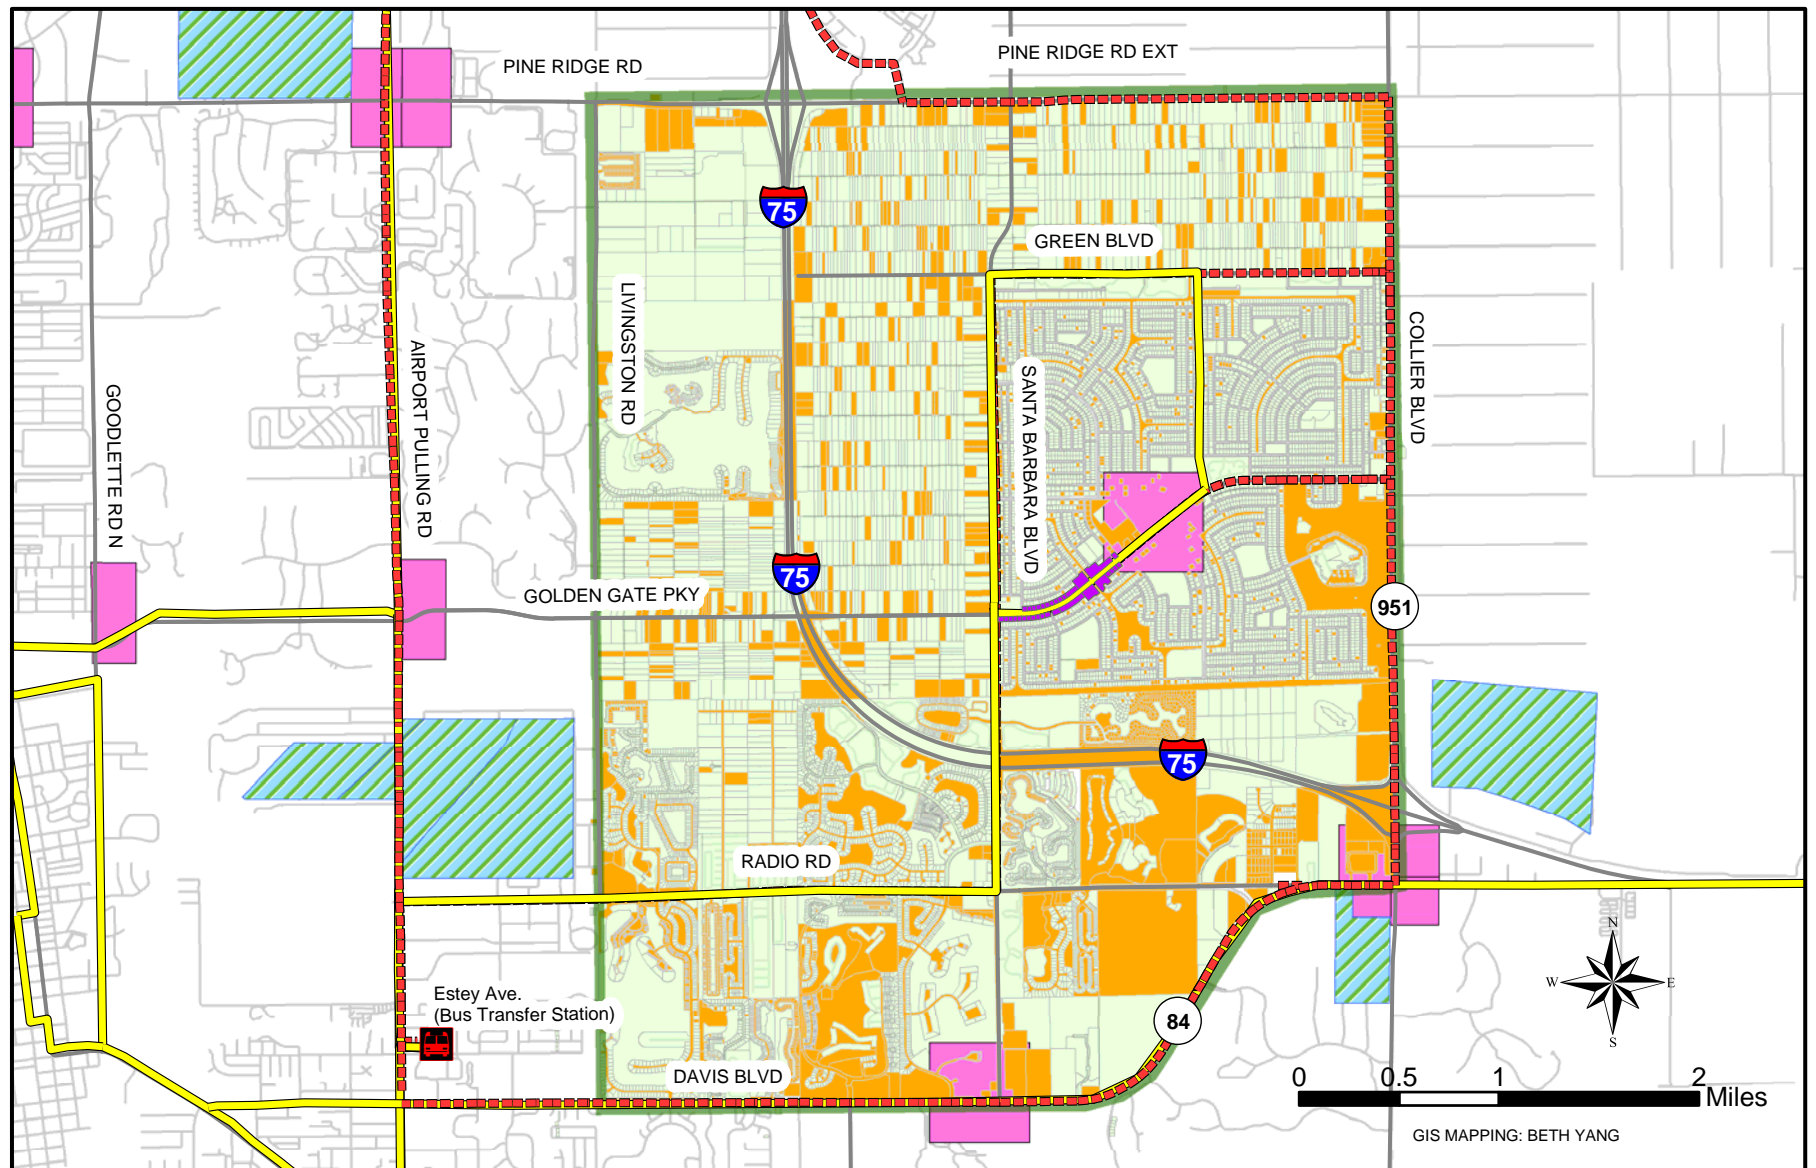 PINE RIDGE RD
PINE RIDGE RD EXT
75
GREEN BLVD
LIVINGSTON RD
AIRPORT PULLING RD
GOODLETTE RD N
SANTA BARBARA BLVD
COLLIER BLVD
75
GOLDEN GATE PKY
951
75
RADIO RD
N
W
E
S
Estey Ave.
(Bus Transfer Station)
84
DAVIS BLVD
0 0.5 1 2
Miles
GIS MAPPING: BETH YANG